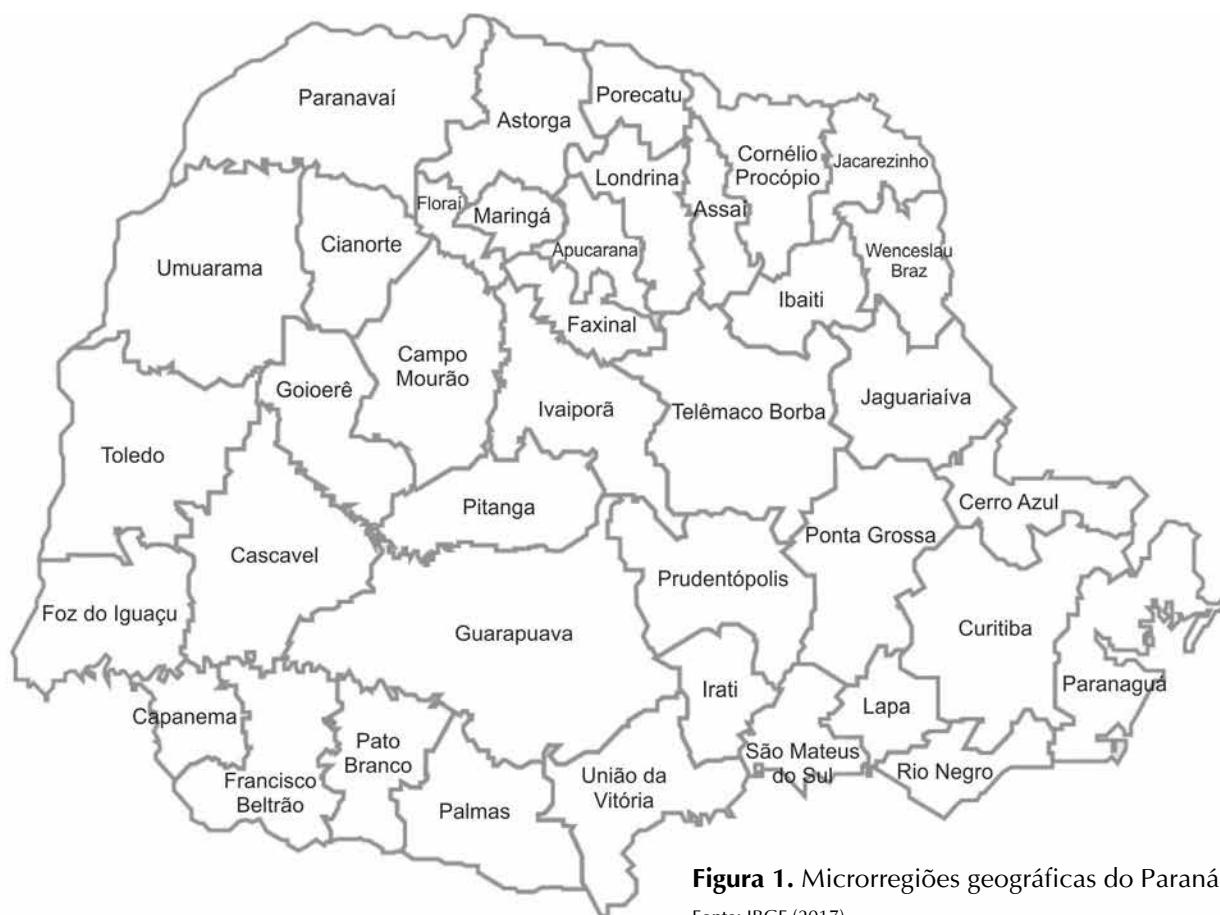 Paranavaí
Porecatu
Astorga
Cornélio
Procópio
Jacarezinho
Londrina
Floraí
Maringá
Assaí
Cianorte
Apucarana
Wenceslau
Braz
Umuarama
Ibaiti
Faxinal
Campo
Mourão
Goioerê
Ivaiporã
Telêmaco Borba
Jaguariaíva
Toledo
Pitanga
Cerro Azul
Ponta Grossa
Cascavel
Prudentópolis
Foz do Iguaçu
Guarapuava
Curitiba
Irati
Paranaguá
Lapa
Capanema
Pato
Branco
São Mateus
do Sul
Rio Negro
Francisco
Beltrão
União da
Vitória
Palmas
Figura 1. Microrregiões geográficas do Paraná
Fonte: IBGE (2017)